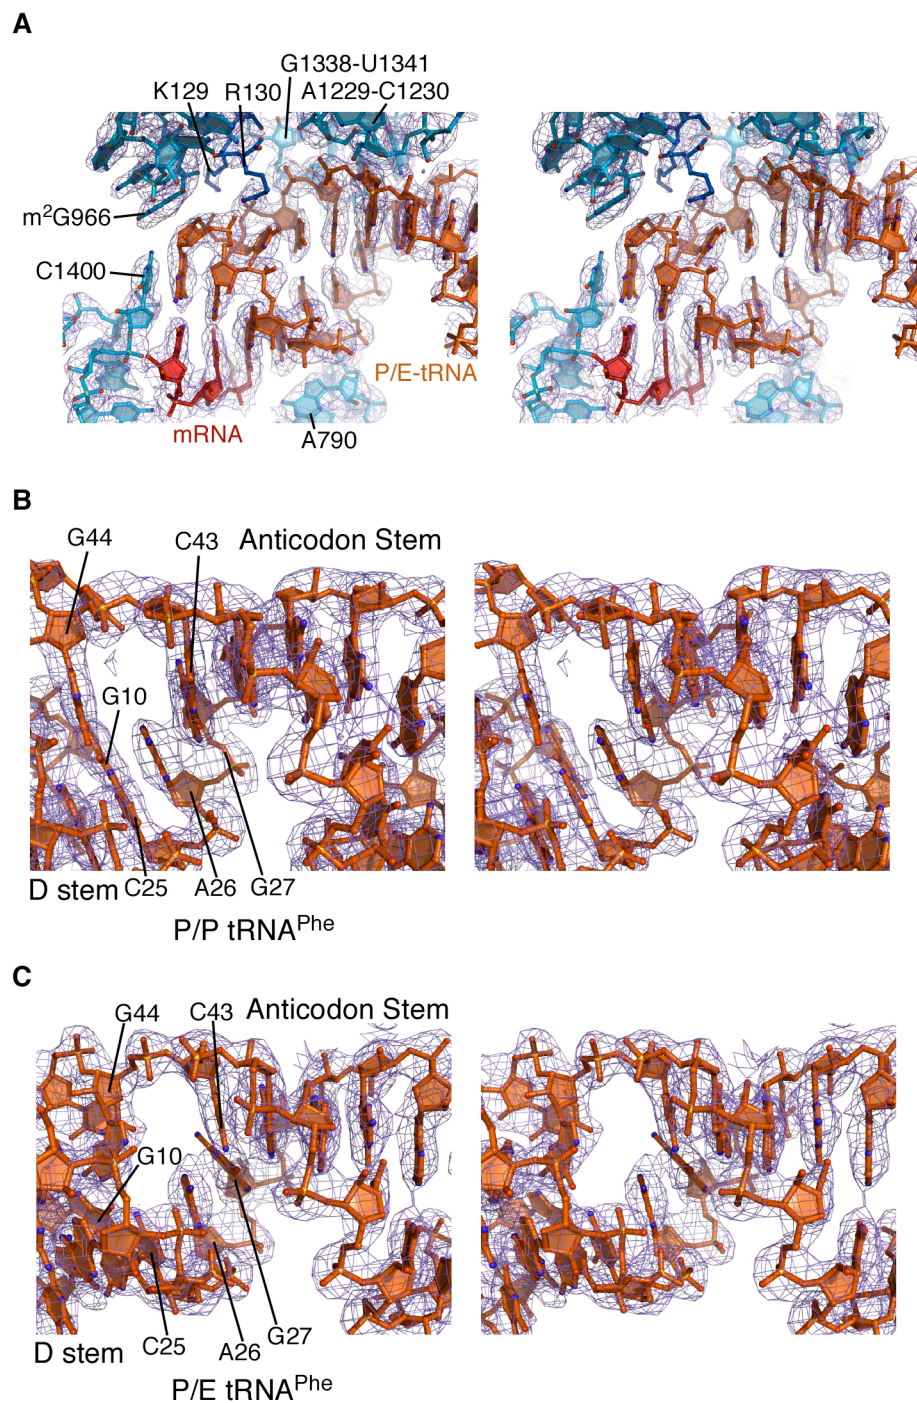 A
G1338-U1341
K129 R130 A1229-C1230
m²G966
C1400
P/E-tRNA
mRNA
A790
B
G44 C43 Anticodon Stem
G10
D stem C25 A26 G27
P/P tRNAPhe
C
G44 C43 Anticodon Stem
G10
D stem C25 A26 G27
P/E tRNAPhe